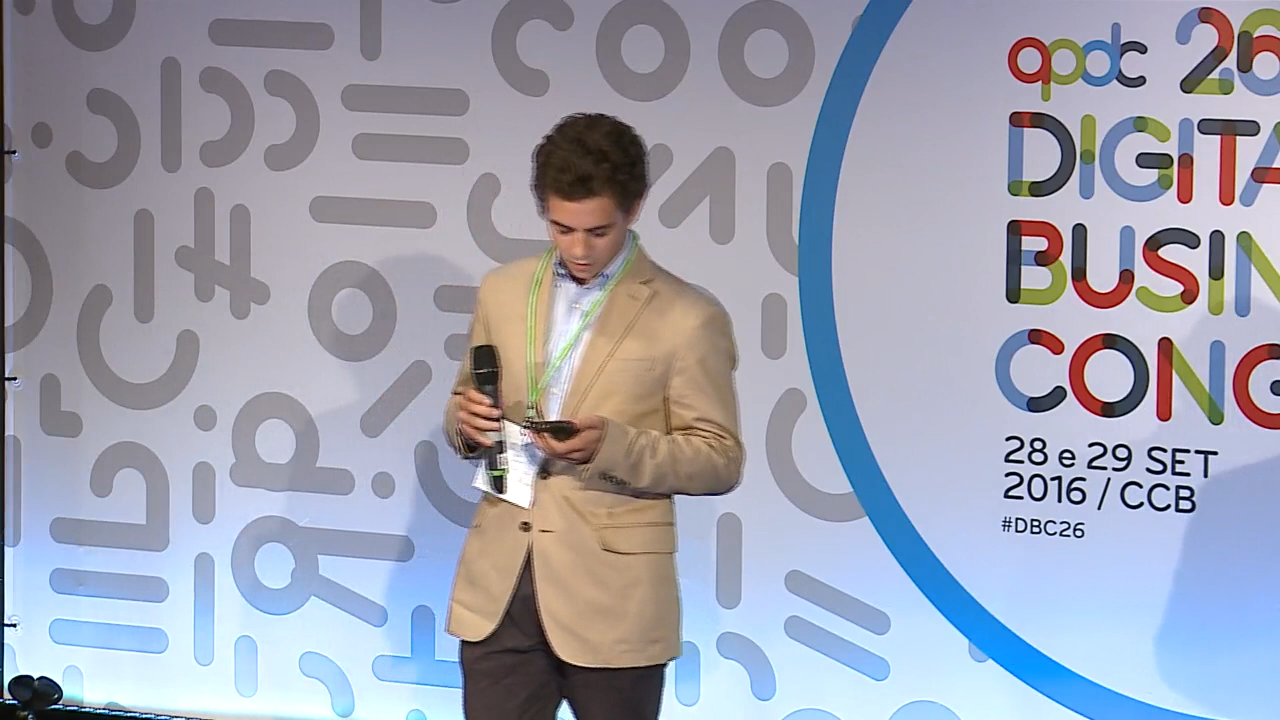 apdc 26
DIGITA
BUSIN
CONG
28 e 29 SET
2016 / CCB
#DBC26